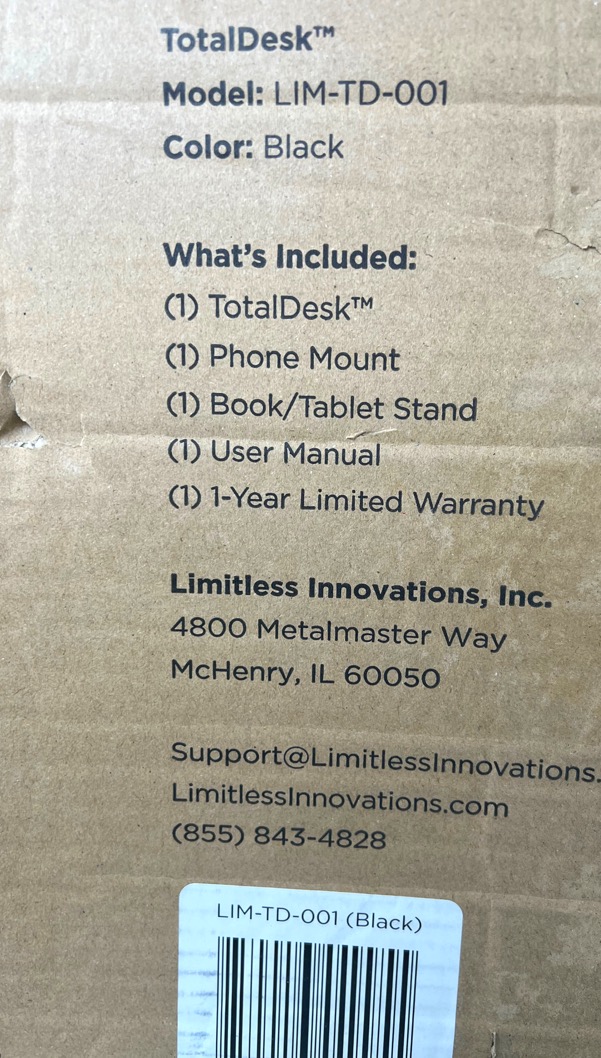 TotalDesk™
Model: LIM-TD-001
Color: Black
What's Included:
(1) TotalDesk™
(1) Phone Mount
(1) Book/Tablet Stand
(1) User Manual
(1) 1-Year Limited Warranty
Limitless Innovations, Inc.
4800 Metalmaster Way
McHenry, IL 60050
Support@LimitlessInnovations.
LimitlessInnovations.com
(855) 843-4828
LIM-TD-001 (Black)